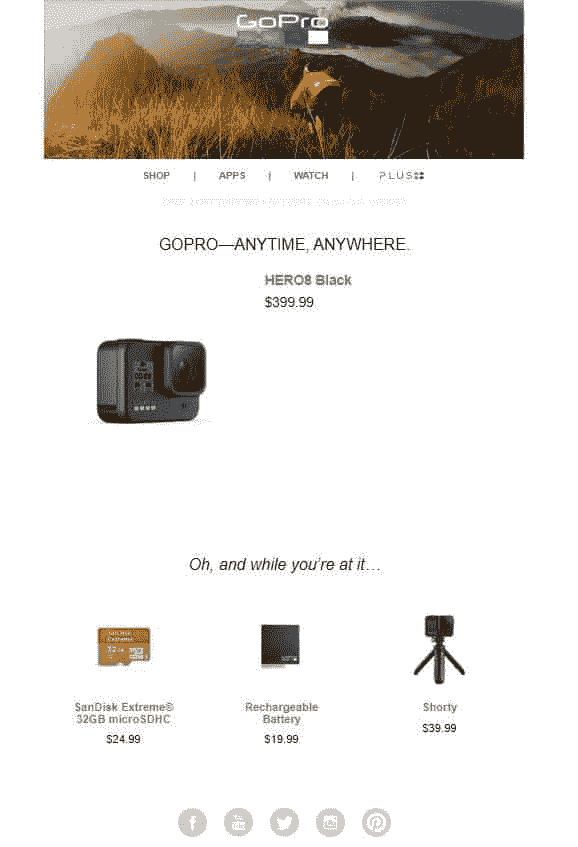 GoPro
SHOP | APPS | WATCH | PLUS
GOPRO—ANYTIME, ANYWHERE.
HERO8 Black
$399.99
Oh, and while you're at it…
SanDisk Extreme®
32GB microSDHC
$24.99
Rechargeable
Battery
$19.99
Shorty
$39.99